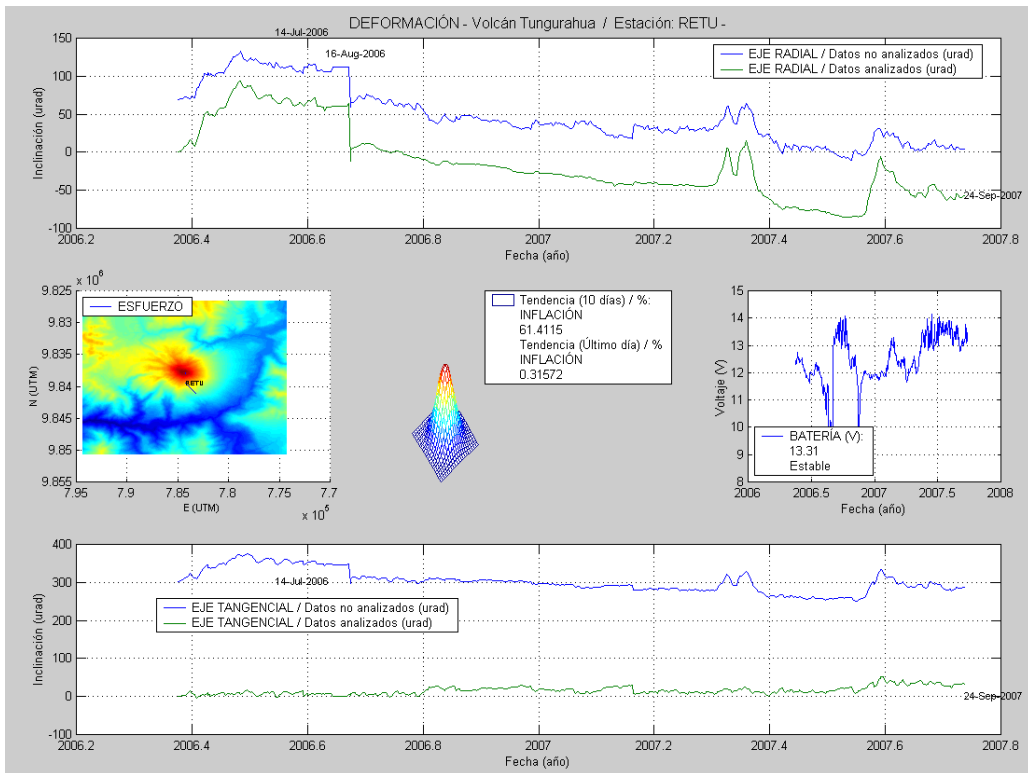 DEFORMACIÓN - Volcán Tungurahua / Estación: RETU -
14-Jul-2006
16-Aug-2006
EJE RADIAL / Datos no analizados (urad)
EJE RADIAL / Datos analizados (urad)
150
100
50
0
-50
-100
Inclinación (urad)
24-Sep-2007
2006.2 2006.4 2006.6 2006.8 2007 2007.2 2007.4 2007.6 2007.8
Fecha (año)
x 10^6
9.825
9.83
9.835
9.84
9.845
9.85
9.855
N (UTM)
ESFUERZO
RETU
7.95 7.9 7.85 7.8 7.75 7.7
E (UTM)
x 10^5
Tendencia (10 días) / %:
INFLACIÓN
61.4115
Tendencia (Último día) / %
INFLACIÓN
0.31572
15
14
13
12
11
10
9
8
Voltaje (V)
BATERÍA (V):
13.31
Estable
2006 2006.5 2007 2007.5 2008
Fecha (año)
400
300
200
100
0
-100
Inclinación (urad)
14-Jul-2006
EJE TANGENCIAL / Datos no analizados (urad)
EJE TANGENCIAL / Datos analizados (urad)
24-Sep-2007
2006.2 2006.4 2006.6 2006.8 2007 2007.2 2007.4 2007.6 2007.8
Fecha (año)